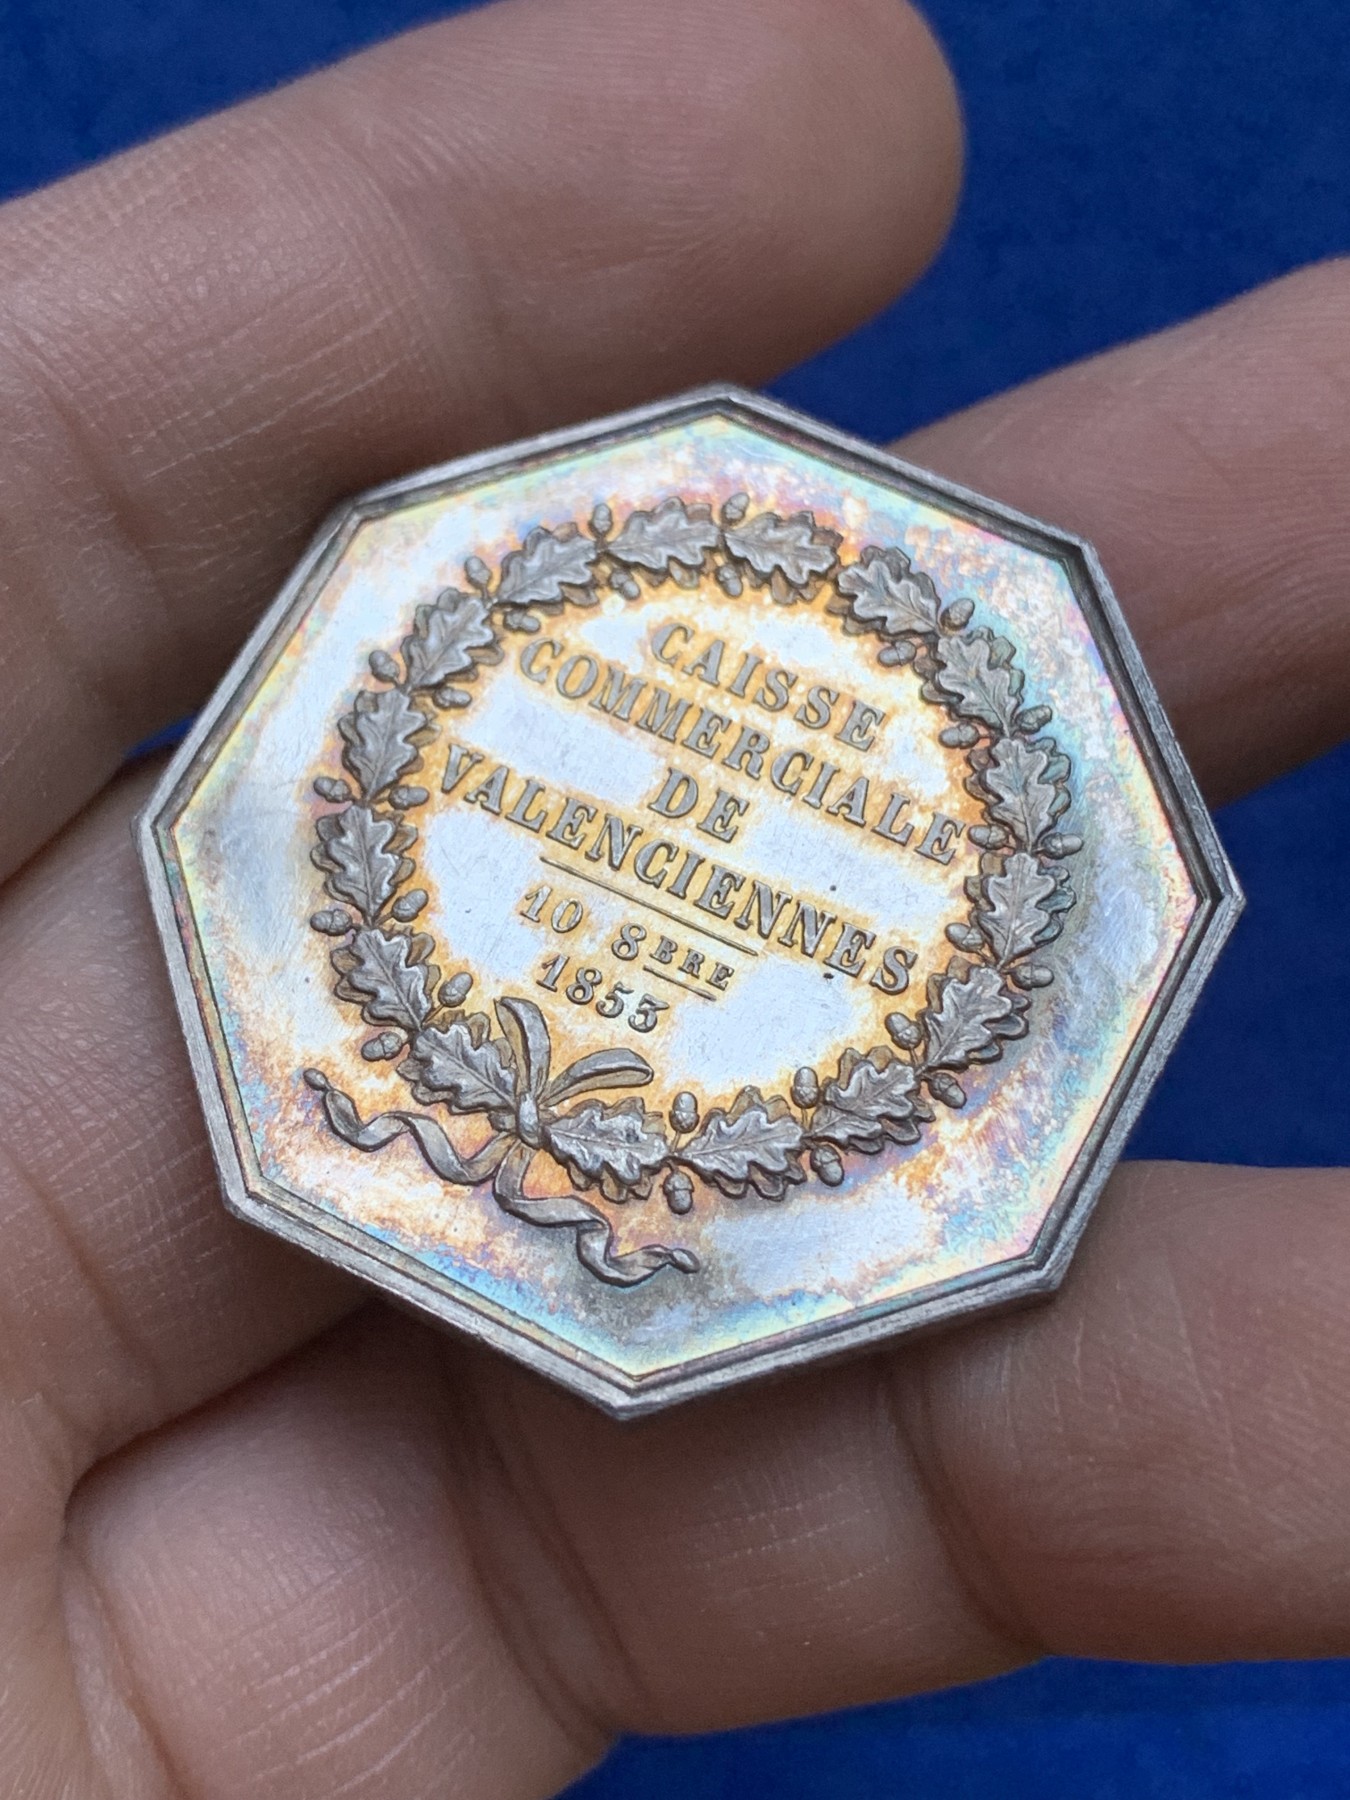 CAISSE
COMMERCIALE
DE
VALENCIENNES
10 8BRE
1853